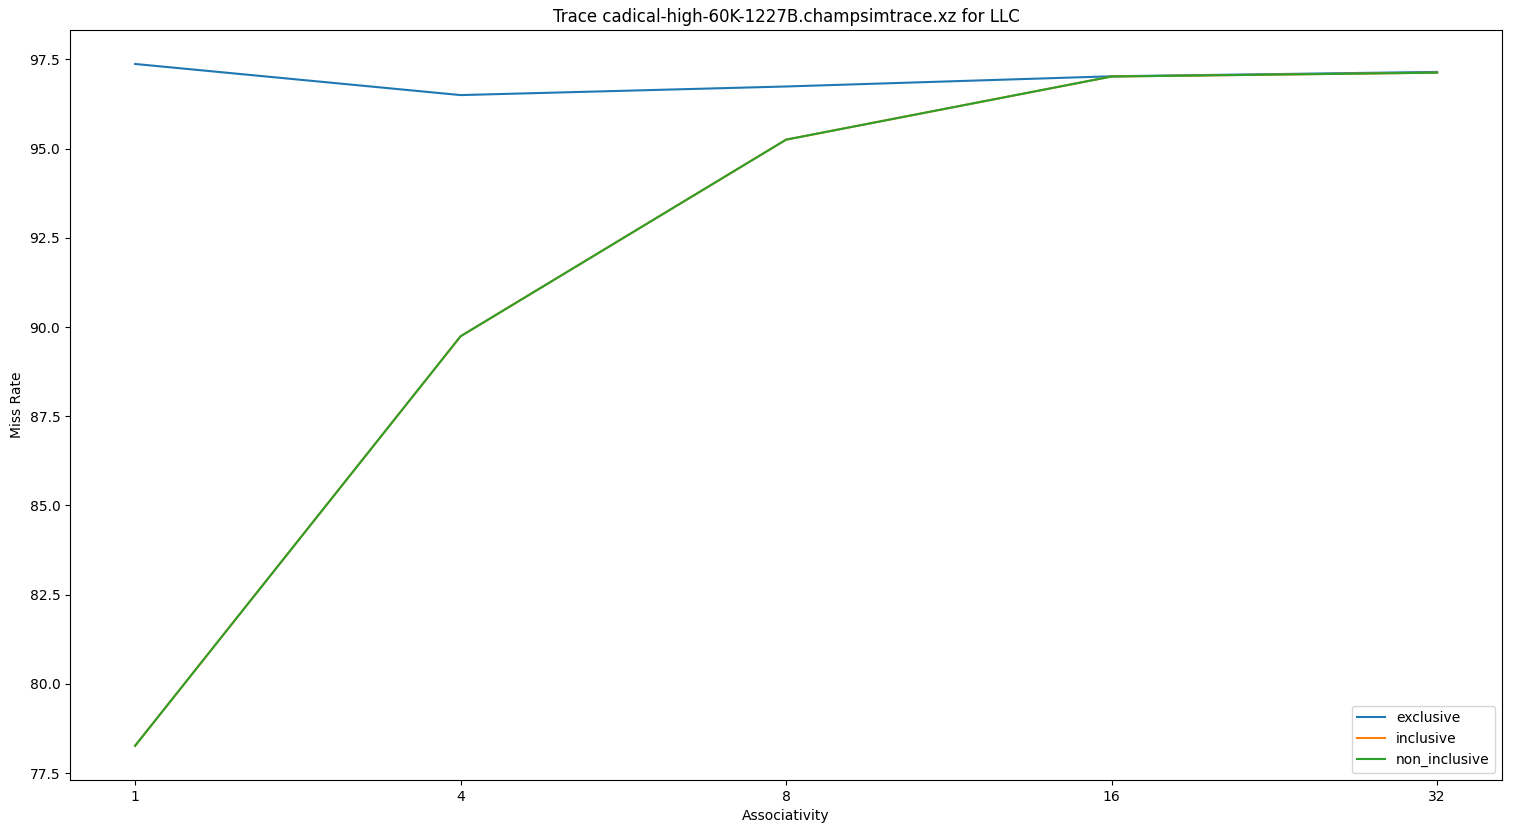 Trace cadical-high-60K-1227B.champsimtrace.xz for LLC
97.5
95.0
92.5
90.0
87.5
85.0
82.5
80.0
77.5
Miss Rate
1 4 8 16 32
Associativity
exclusive
inclusive
non_inclusive